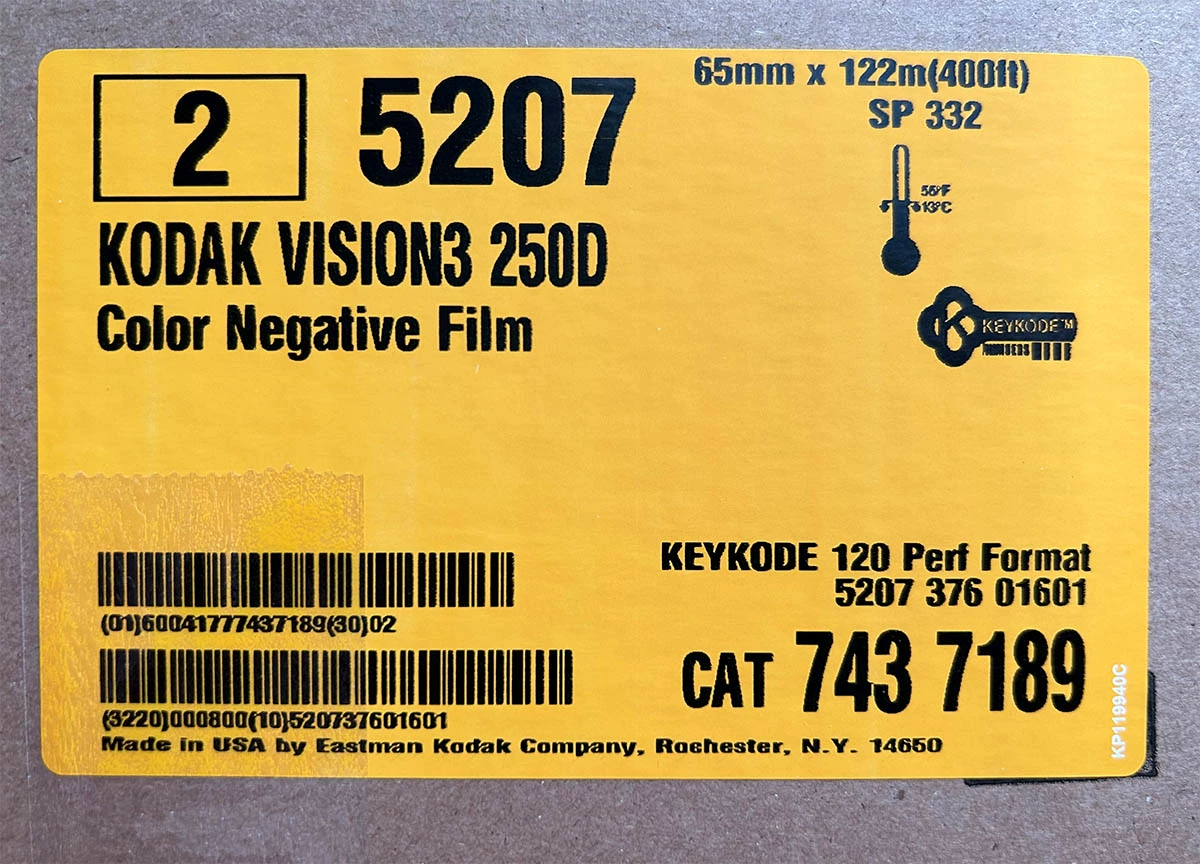 2 5207
65mm x 122m(400ft)
SP 332
55°F
13°C
KODAK VISION3 250D
Color Negative Film
K KEYKODE™
NUMBERS
KEYKODE 120 Perf Format
5207 376 01601
(01)60041777437189(30)02
CAT 743 7189
(3220)000800(10)520737601601
Made in USA by Eastman Kodak Company, Rochester, N.Y. 14650
KP119940C